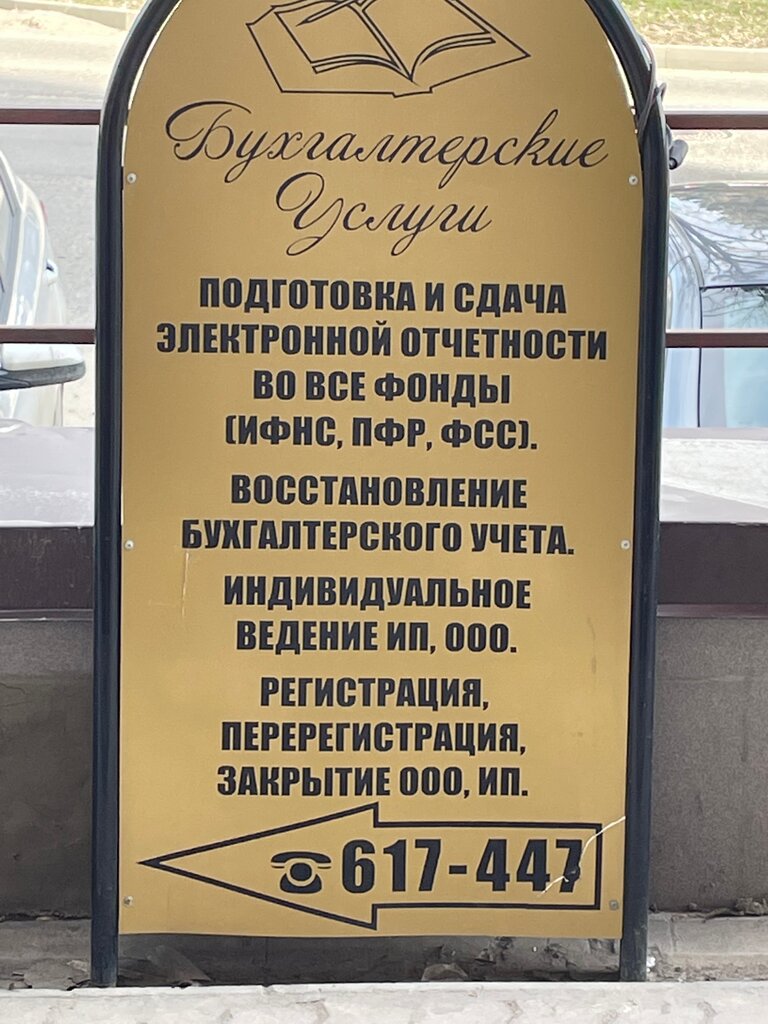 Бухгалтерские
Услуги
ПОДГОТОВКА И СДАЧА
ЭЛЕКТРОННОЙ ОТЧЕТНОСТИ
ВО ВСЕ ФОНДЫ
(ИФНС, ПФР, ФСС).
ВОССТАНОВЛЕНИЕ
БУХГАЛТЕРСКОГО УЧЕТА.
ИНДИВИДУАЛЬНОЕ
ВЕДЕНИЕ ИП, ООО.
РЕГИСТРАЦИЯ,
ПЕРЕРЕГИСТРАЦИЯ,
ЗАКРЫТИЕ ООО, ИП.
617-447